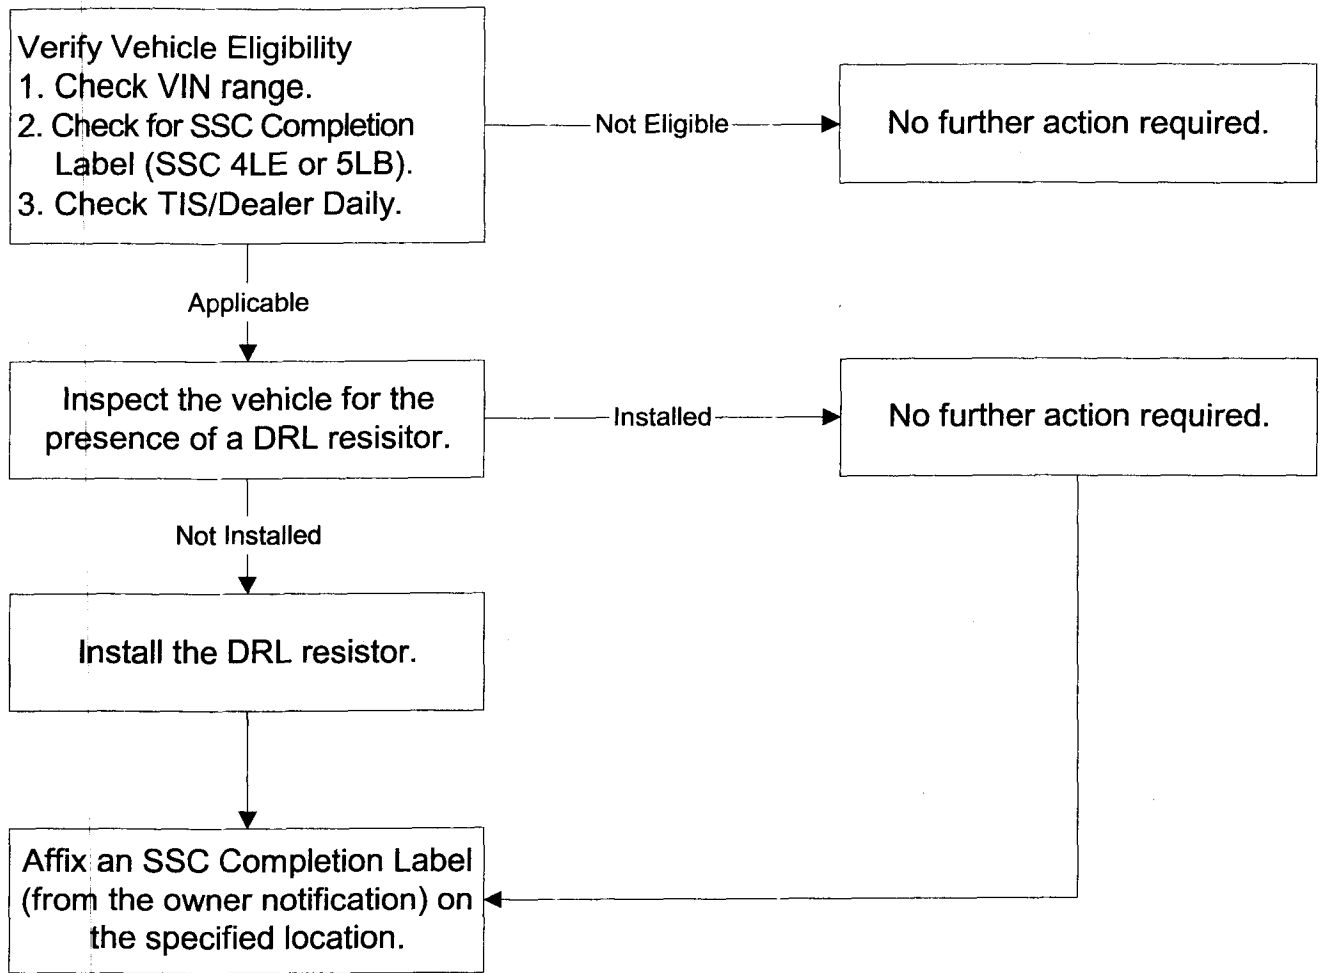 Verify Vehicle Eligibility
1. Check VIN range.
2. Check for SSC Completion
Label (SSC 4LE or 5LB).
3. Check TIS/Dealer Daily.
Not Eligible
No further action required.
Applicable
Inspect the vehicle for the
presence of a DRL resisitor.
Installed
No further action required.
Not Installed
Install the DRL resistor.
Affix an SSC Completion Label
(from the owner notification) on
the specified location.